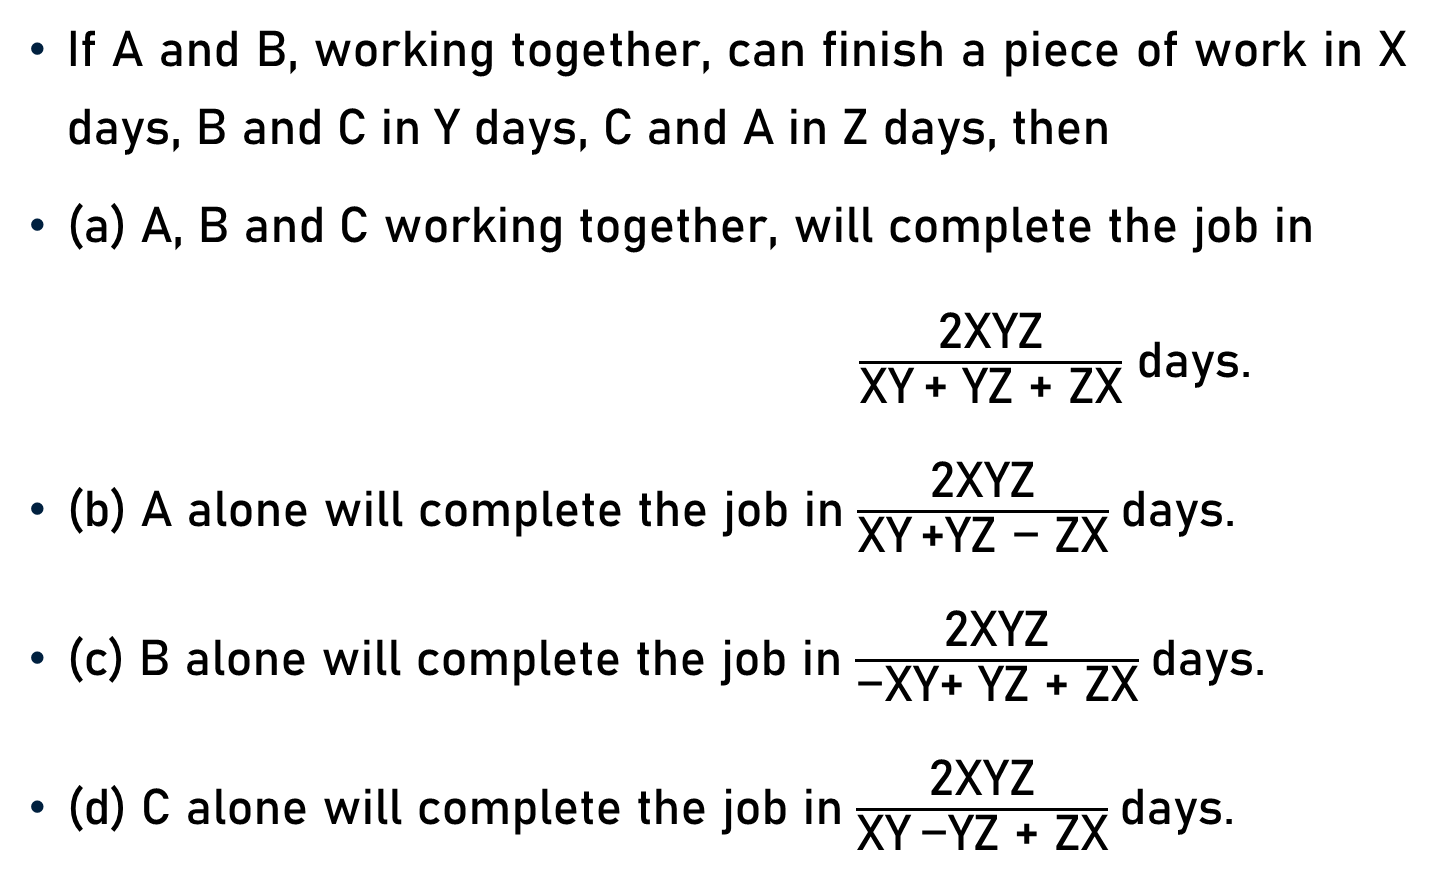 • If A and B, working together, can finish a piece of work in X
days, B and C in Y days, C and A in Z days, then
• (a) A, B and C working together, will complete the job in
2XYZ
XY + YZ + ZX days.
• (b) A alone will complete the job in 2XYZ
XY +YZ − ZX days.
• (c) B alone will complete the job in 2XYZ
−XY+ YZ + ZX days.
• (d) C alone will complete the job in 2XYZ
XY −YZ + ZX days.